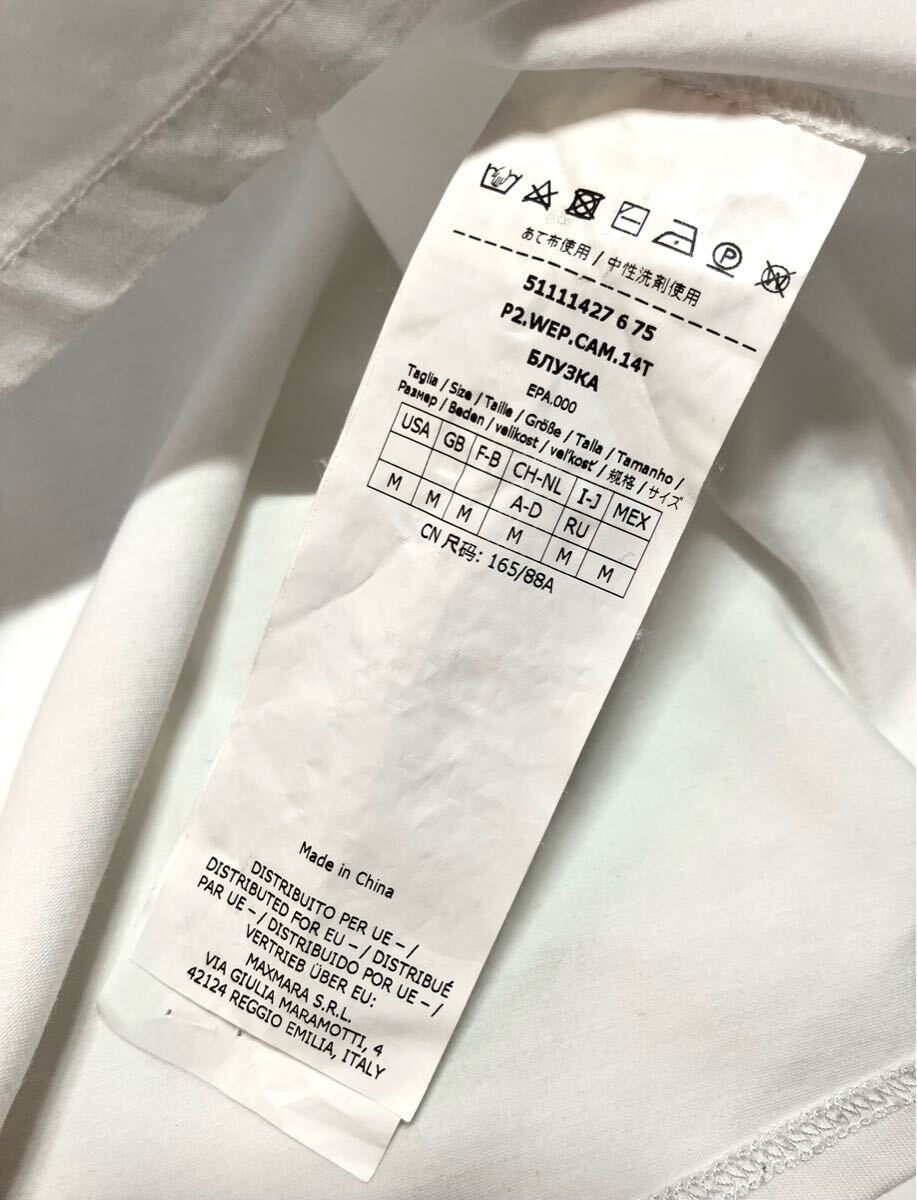 あて布使用 / 中性洗剤使用
51111427 6 75
P2.WEP.CAM.14T
БЛУЗКА
EPA.000
Taglia / Size / Taille / Größe / Talla / Tamanho /
Размер / Beden / velikost / veľkosť / 规格 / サイズ
USA GB F-B CH-NL I-J MEX
A-D RU
M M M M M M
CN 尺码: 165/88A
Made in China
DISTRIBUITO PER UE – /
DISTRIBUTED FOR EU – / DISTRIBUÉ
PAR UE – / DISTRIBUIDO POR UE – /
VERTRIEB ÜBER EU:
MAXMARA S.R.L.
VIA GIULIA MARAMOTTI, 4
42124 REGGIO EMILIA, ITALY